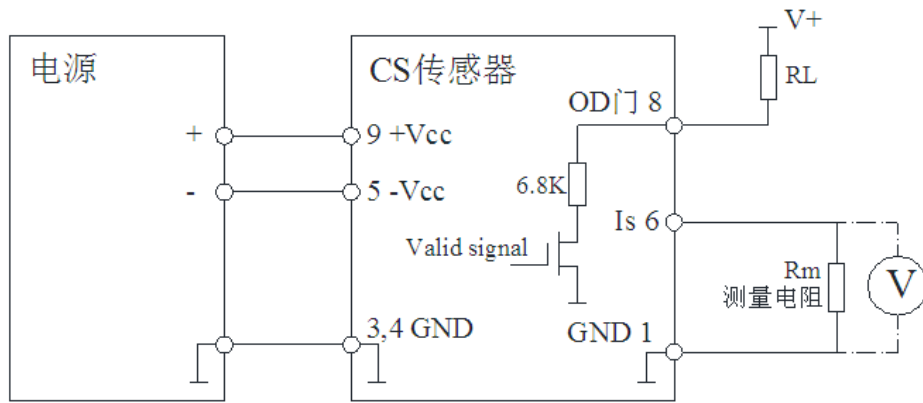 电源
CS传感器
V+
RL
OD门 8
+
9 +Vcc
-
5 -Vcc
6.8K
Is 6
Valid signal
Rm
测量电阻
V
3,4 GND
GND 1